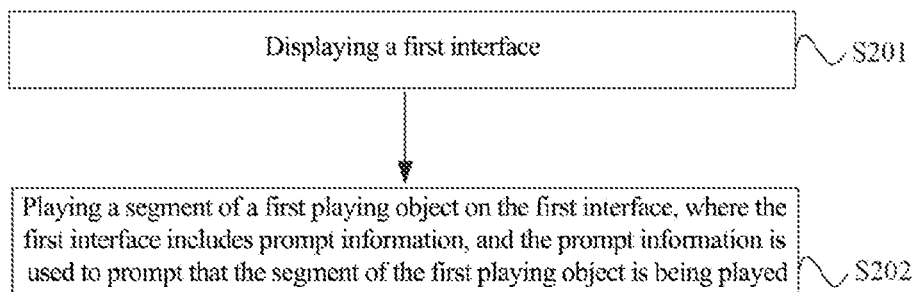 Displaying a first interface
S201
Playing a segment of a first playing object on the first interface, where the
first interface includes prompt information, and the prompt information is
used to prompt that the segment of the first playing object is being played
S202